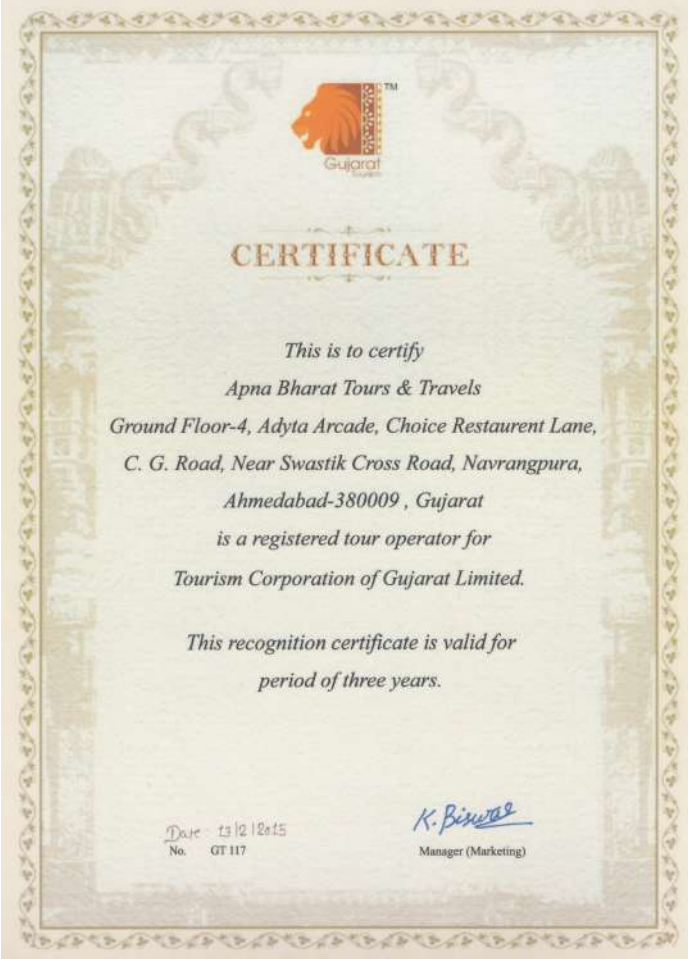 TM
Gujarat
Tourism
CERTIFICATE
This is to certify
Apna Bharat Tours & Travels
Ground Floor-4, Adyta Arcade, Choice Restaurent Lane,
C. G. Road, Near Swastik Cross Road, Navrangpura,
Ahmedabad-380009 , Gujarat
is a registered tour operator for
Tourism Corporation of Gujarat Limited.
This recognition certificate is valid for
period of three years.
Date : 13/2/2015
No. GT 117
K. Biswal
Manager (Marketing)